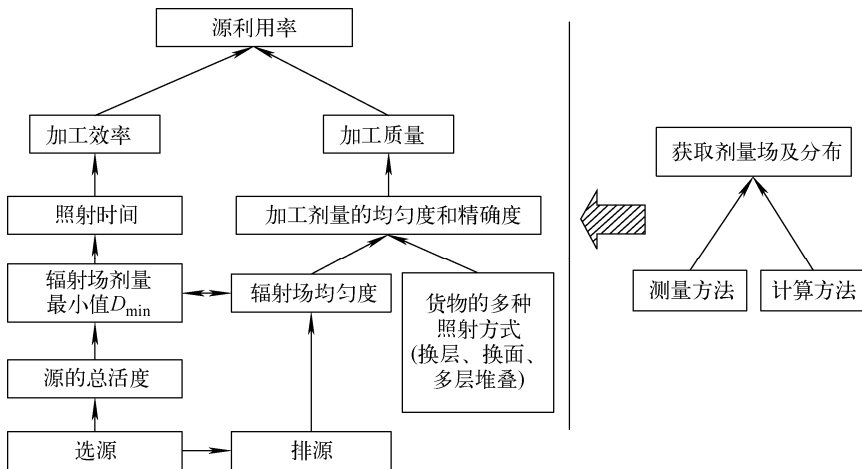 源利用率
加工效率
加工质量
获取剂量场及分布
照射时间
加工剂量的均匀度和精确度
辐射场剂量
最小值Dmin
辐射场均匀度
货物的多种
照射方式
(换层、换面、
多层堆叠)
测量方法
计算方法
源的总活度
选源
排源